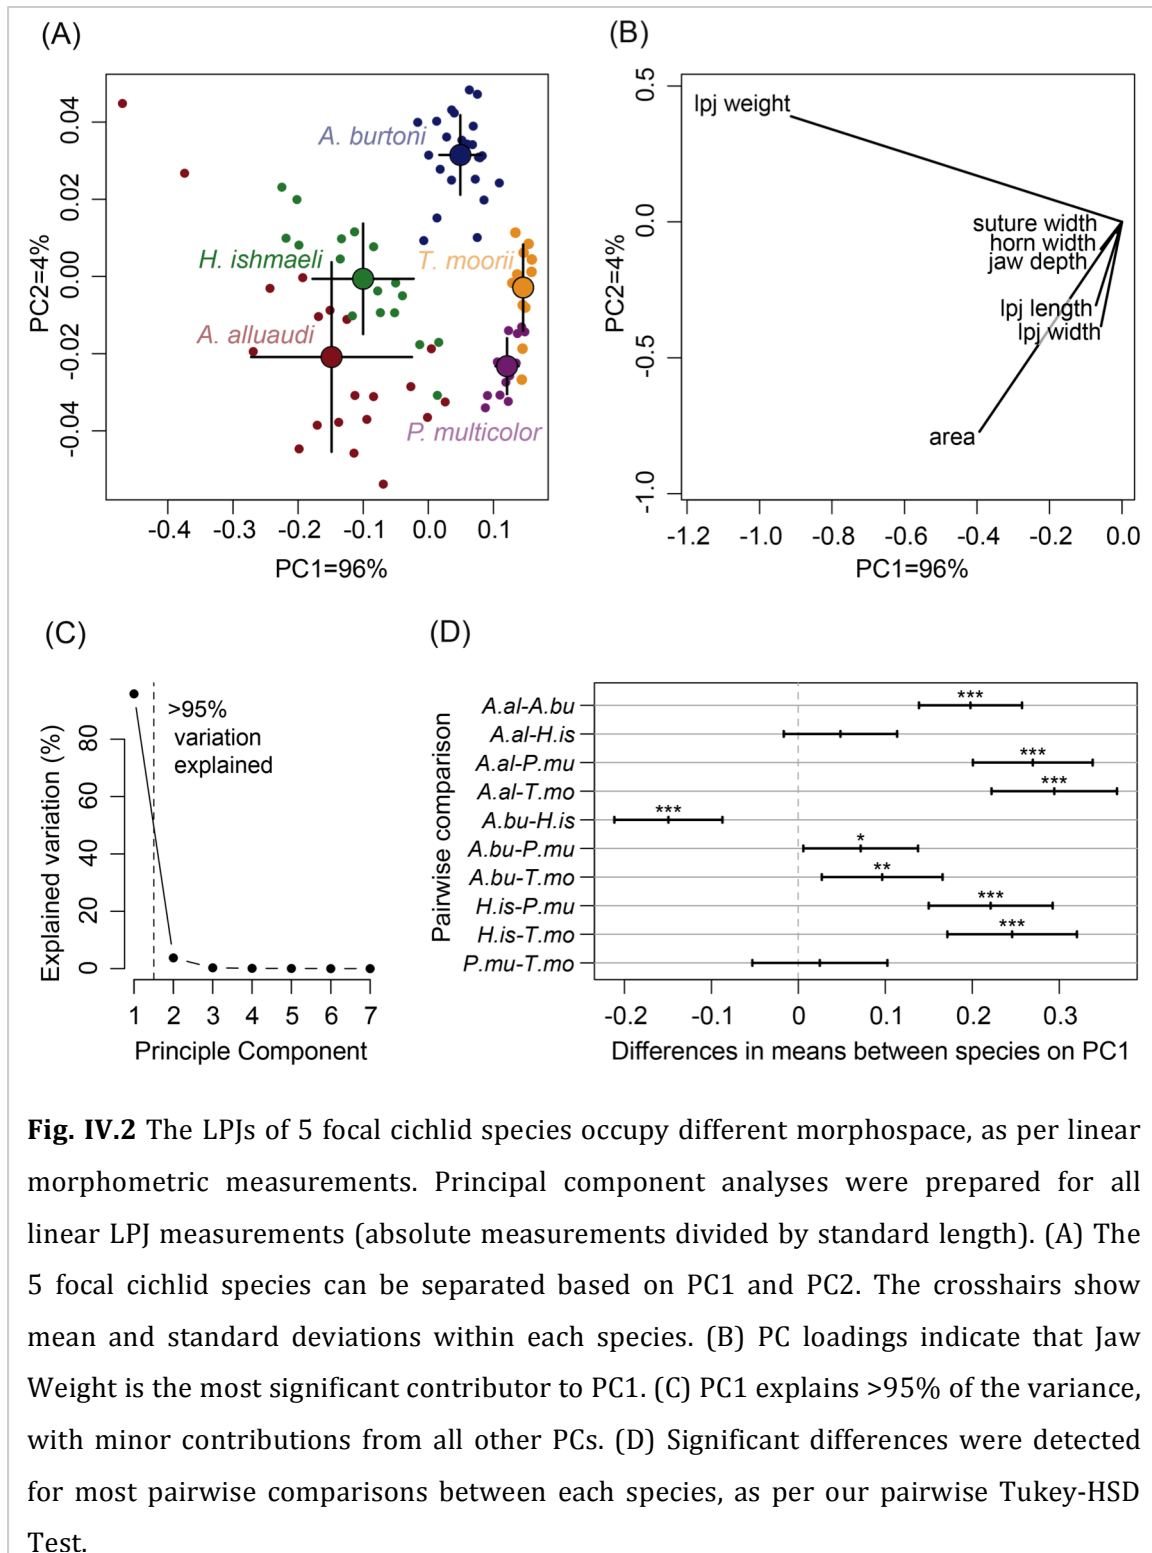 (A)
A. burtoni
H. ishmaeli
T. moorii
A. alluaudi
P. multicolor
PC2=4%
0.04
0.02
0.00
-0.02
-0.04
-0.4 -0.3 -0.2 -0.1 0.0 0.1
PC1=96%
(B)
lpj weight
suture width
horn width
jaw depth
lpj length
lpj width
area
PC2=4%
0.5
0.0
-0.5
-1.0
-1.2 -1.0 -0.8 -0.6 -0.4 -0.2 0.0
PC1=96%
(C)
>95%
variation
explained
Explained variation (%)
80
60
40
20
0
1 2 3 4 5 6 7
Principle Component
(D)
Pairwise comparison
A.al-A.bu ***
A.al-H.is
A.al-P.mu ***
A.al-T.mo ***
A.bu-H.is ***
A.bu-P.mu *
A.bu-T.mo **
H.is-P.mu ***
H.is-T.mo ***
P.mu-T.mo
-0.2 -0.1 0 0.1 0.2 0.3
Differences in means between species on PC1
Fig. IV.2 The LPJs of 5 focal cichlid species occupy different morphospace, as per linear
morphometric measurements. Principal component analyses were prepared for all
linear LPJ measurements (absolute measurements divided by standard length). (A) The
5 focal cichlid species can be separated based on PC1 and PC2. The crosshairs show
mean and standard deviations within each species. (B) PC loadings indicate that Jaw
Weight is the most significant contributor to PC1. (C) PC1 explains >95% of the variance,
with minor contributions from all other PCs. (D) Significant differences were detected
for most pairwise comparisons between each species, as per our pairwise Tukey-HSD
Test.